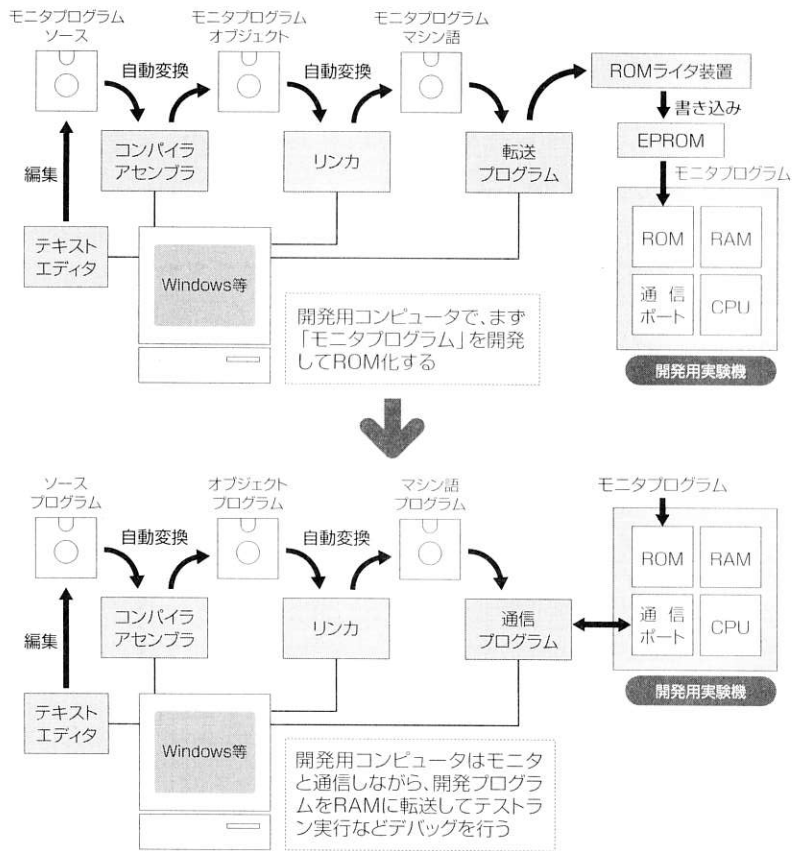 モニタプログラム
ソース
モニタプログラム
オブジェクト
モニタプログラム
マシン語
自動変換
自動変換
ROMライタ装置
書き込み
EPROM
モニタプログラム
コンパイラ
アセンブラ
リンカ
転送
プログラム
編集
テキスト
エディタ
Windows等
ROM
RAM
通信
ポート
CPU
開発用実験機
開発用コンピュータで、まず
「モニタプログラム」を開発
してROM化する
ソース
プログラム
オブジェクト
プログラム
マシン語
プログラム
自動変換
自動変換
モニタプログラム
コンパイラ
アセンブラ
リンカ
通信
プログラム
編集
テキスト
エディタ
Windows等
ROM
RAM
通信
ポート
CPU
開発用実験機
開発用コンピュータはモニタ
と通信しながら、開発プログラ
ムをRAMに転送してテストラ
ン実行などデバッグを行う